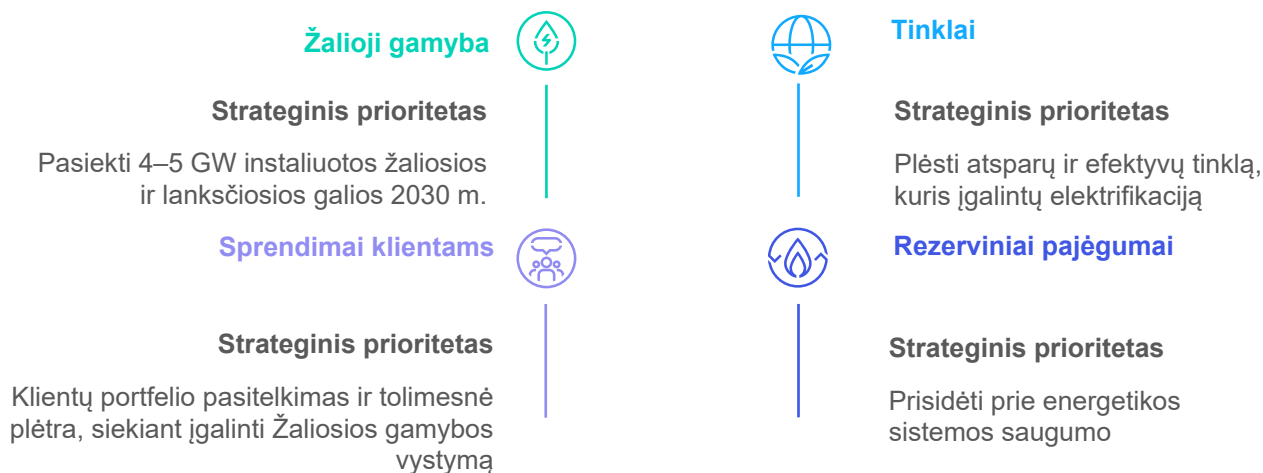 Žalioji gamyba
Strateginis prioritetas
Pasiekti 4–5 GW instaliuotos žaliosios
ir lanksčiosios galios 2030 m.
Tinklai
Strateginis prioritetas
Plėsti atsparų ir efektyvų tinklą,
kuris įgalintų elektrifikaciją
Sprendimai klientams
Strateginis prioritetas
Klientų portfelio pasitelkimas ir tolimesnė
plėtra, siekiant įgalinti Žaliosios gamybos
vystymą
Rezerviniai pajėgumai
Strateginis prioritetas
Prisidėti prie energetikos
sistemos saugumo